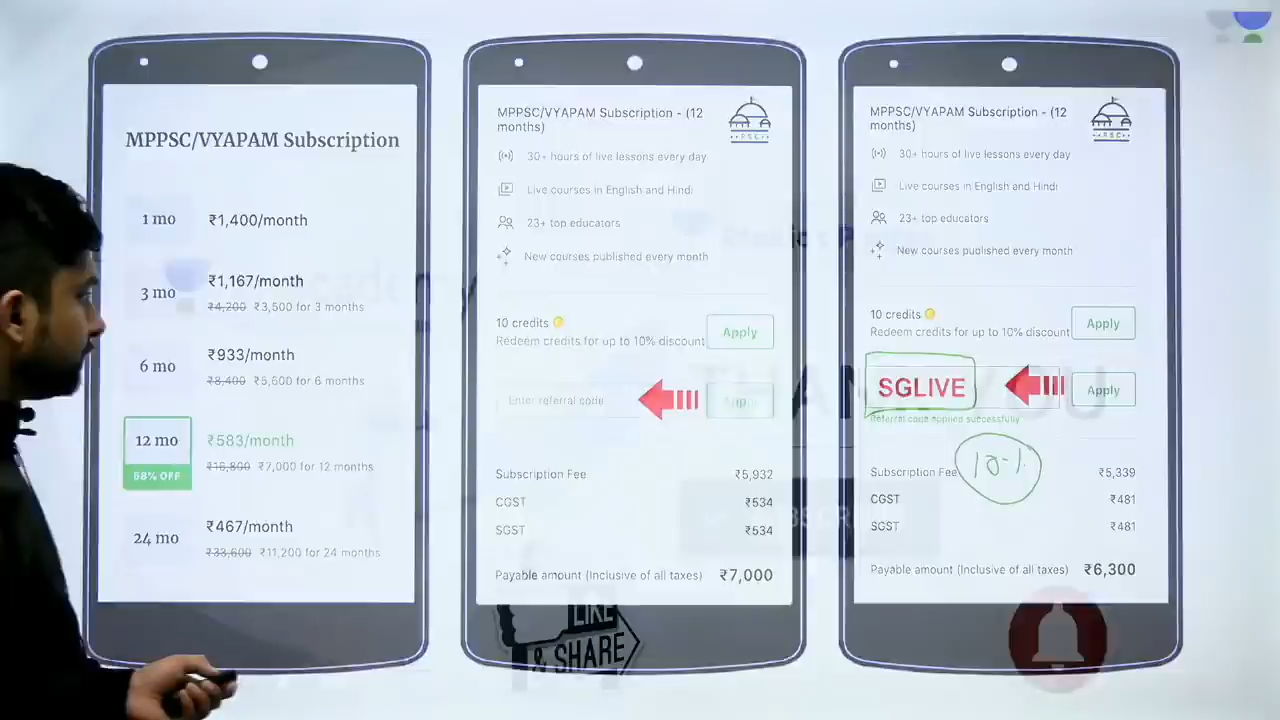 MPPSC/VYAPAM Subscription
1 mo ₹1,400/month
3 mo ₹1,167/month
₹4,200 ₹3,500 for 3 months
6 mo ₹933/month
₹8,400 ₹5,600 for 6 months
12 mo ₹583/month
58% OFF ₹16,800 ₹7,000 for 12 months
24 mo ₹467/month
₹33,600 ₹11,200 for 24 months
MPPSC/VYAPAM Subscription - (12
months)
PSC
30+ hours of live lessons every day
Live courses in English and Hindi
23+ top educators
New courses published every month
10 credits
Redeem credits for up to 10% discount
Apply
Enter referral code
Apply
Subscription Fee ₹5,932
CGST ₹534
SGST ₹534
Payable amount (Inclusive of all taxes) ₹7,000
MPPSC/VYAPAM Subscription - (12
months)
PSC
30+ hours of live lessons every day
Live courses in English and Hindi
23+ top educators
New courses published every month
10 credits
Redeem credits for up to 10% discount
Apply
SGLIVE
Apply
Referral code applied successfully
10%
Subscription Fee ₹5,339
CGST ₹481
SGST ₹481
Payable amount (Inclusive of all taxes) ₹6,300
THANK YOU
LIKE
& SHARE